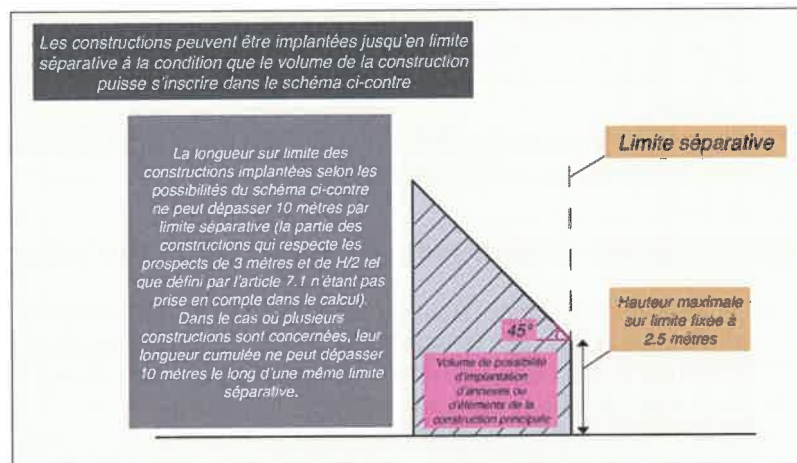 Les constructions peuvent être implantées jusqu'en limite
séparative à la condition que le volume de la construction
puisse s'inscrire dans le schéma ci-contre
La longueur sur limite des
constructions implantées selon les
possibilités du schéma ci-contre
ne peut dépasser 10 mètres par
limite séparative (la partie des
constructions qui respecte les
prospects de 3 mètres et de H/2 tel
que défini par l'article 7.1 n'étant pas
prise en compte dans le calcul).
Dans le cas où plusieurs
constructions sont concernées, leur
longueur cumulée ne peut dépasser
10 mètres le long d'une même limite
séparative.
Limite séparative
Hauteur maximale
sur limite fixée à
2.5 mètres
45°
Volume de possibilité
d'implantation
d'annexes ou
d'éléments de la
construction principale